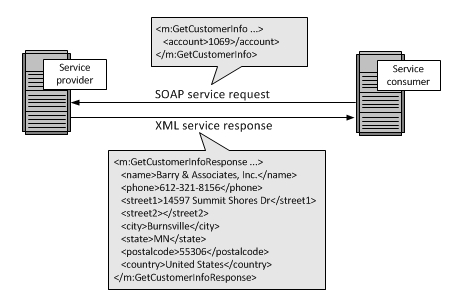 <m:GetCustomerInfo ...>
<account>1069>/account>
</m:GetCustomerInfo>
Service
provider
Service
consumer
SOAP service request
XML service response
<m:GetCustomerInfoResponse ...>
<name>Barry & Associates, Inc.</name>
<phone>612-321-8156</phone>
<street1>14597 Summit Shores Dr</street1>
<street2></street2>
<city>Burnsville</city>
<state>MN</state>
<postalcode>55306</postalcode>
<country>United States</country>
</m:GetCustomerInfoResponse>